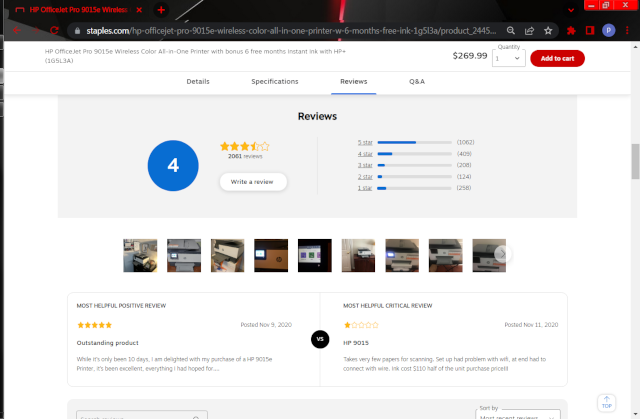 HP OfficeJet Pro 9015e Wireless
staples.com/hp-officejet-pro-9015e-wireless-color-all-in-one-printer-w-6-months-free-ink-1g5l3a/product_2445...
P
HP OfficeJet Pro 9015e Wireless Color All-in-One Printer with bonus 6 free months Instant Ink with HP+
(1G5L3A)
$269.99
Quantity
1
Add to cart
Details
Specifications
Reviews
Q&A
Reviews
4
2061 reviews
Write a review
5 star (1062)
4 star (409)
3 star (208)
2 star (124)
1 star (258)
MOST HELPFUL POSITIVE REVIEW
Posted Nov 9, 2020
Outstanding product
While it's only been 10 days, I am delighted with my purchase of a HP 9015e
Printer, it's been excellent, everything I had hoped for....
VS
MOST HELPFUL CRITICAL REVIEW
Posted Nov 11, 2020
HP 9015
Takes very few papers for scanning. Set up had problem with wifi, at end had to
connect with wire. Ink cost $110 half of the unit purchase price!!!
Sort by
Most recent reviews
TOP